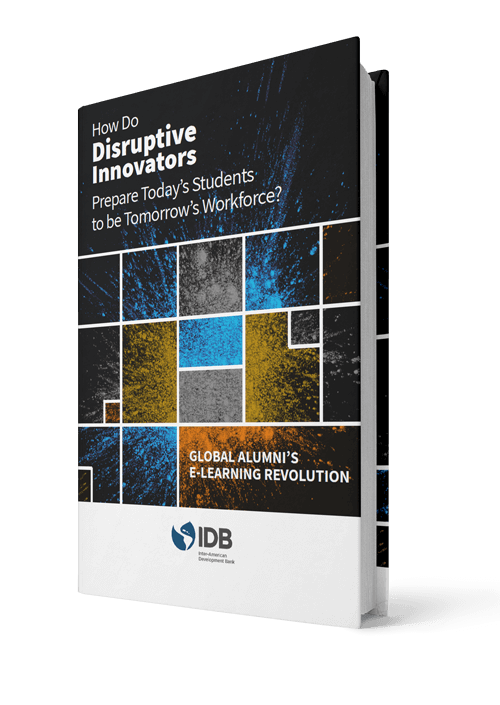 How Do
Disruptive
Innovators
Prepare Today's Students
to be Tomorrow's Workforce?
GLOBAL ALUMNI'S
E-LEARNING REVOLUTION
IDB
Inter-American
Development Bank